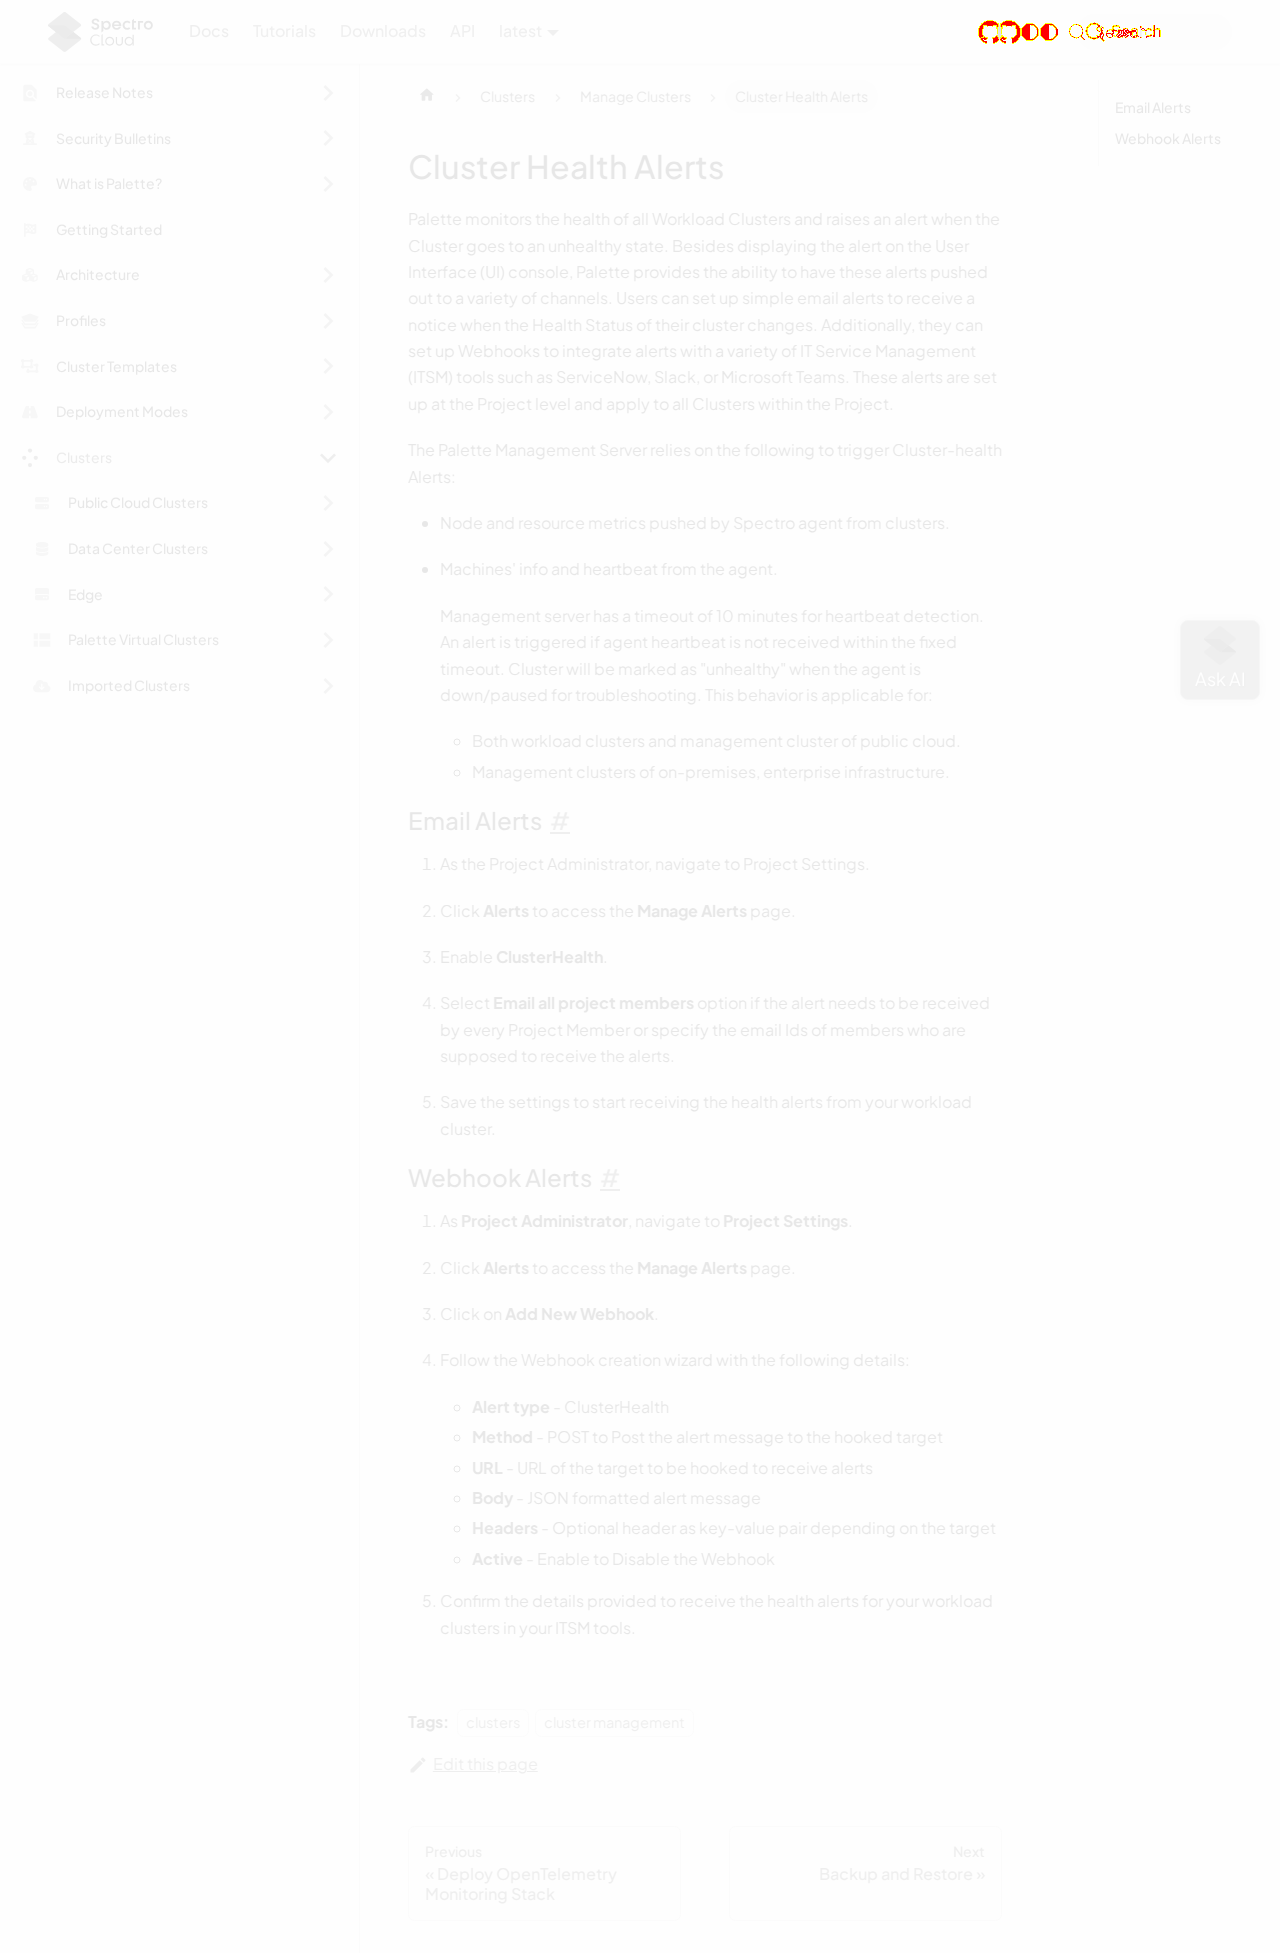 Spectro
Cloud
Docs
Tutorials
Downloads
API
latest
Release Notes
Security Bulletins
What is Palette?
Getting Started
Architecture
Profiles
Cluster Templates
Deployment Modes
Clusters
Public Cloud Clusters
Data Center Clusters
Edge
Palette Virtual Clusters
Imported Clusters
Clusters
Manage Clusters
Cluster Health Alerts
Cluster Health Alerts
Palette monitors the health of all Workload Clusters and raises an alert when the
Cluster goes to an unhealthy state. Besides displaying the alert on the User
Interface (UI) console, Palette provides the ability to have these alerts pushed
out to a variety of channels. Users can set up simple email alerts to receive a
notice when the Health Status of their cluster changes. Additionally, they can
set up Webhooks to integrate alerts with a variety of IT Service Management
(ITSM) tools such as ServiceNow, Slack, or Microsoft Teams. These alerts are set
up at the Project level and apply to all Clusters within the Project.
The Palette Management Server relies on the following to trigger Cluster-health
Alerts:
Node and resource metrics pushed by Spectro agent from clusters.
Machines' info and heartbeat from the agent.
Management server has a timeout of 10 minutes for heartbeat detection.
An alert is triggered if agent heartbeat is not received within the fixed
timeout. Cluster will be marked as "unhealthy" when the agent is
down/paused for troubleshooting. This behavior is applicable for:
Both workload clusters and management cluster of public cloud.
Management clusters of on-premises, enterprise infrastructure.
Email Alerts #
1. As the Project Administrator, navigate to Project Settings.
2. Click Alerts to access the Manage Alerts page.
3. Enable ClusterHealth.
4. Select Email all project members option if the alert needs to be received
by every Project Member or specify the email Ids of members who are
supposed to receive the alerts.
5. Save the settings to start receiving the health alerts from your workload
cluster.
Webhook Alerts #
1. As Project Administrator, navigate to Project Settings.
2. Click Alerts to access the Manage Alerts page.
3. Click on Add New Webhook.
4. Follow the Webhook creation wizard with the following details:
Alert type - ClusterHealth
Method - POST to Post the alert message to the hooked target
URL - URL of the target to be hooked to receive alerts
Body - JSON formatted alert message
Headers - Optional header as key-value pair depending on the target
Active - Enable to Disable the Webhook
5. Confirm the details provided to receive the health alerts for your workload
clusters in your ITSM tools.
Tags:
clusters
cluster management
Edit this page
Previous
« Deploy OpenTelemetry
Monitoring Stack
Next
Backup and Restore »
Email Alerts
Webhook Alerts
Ask AI